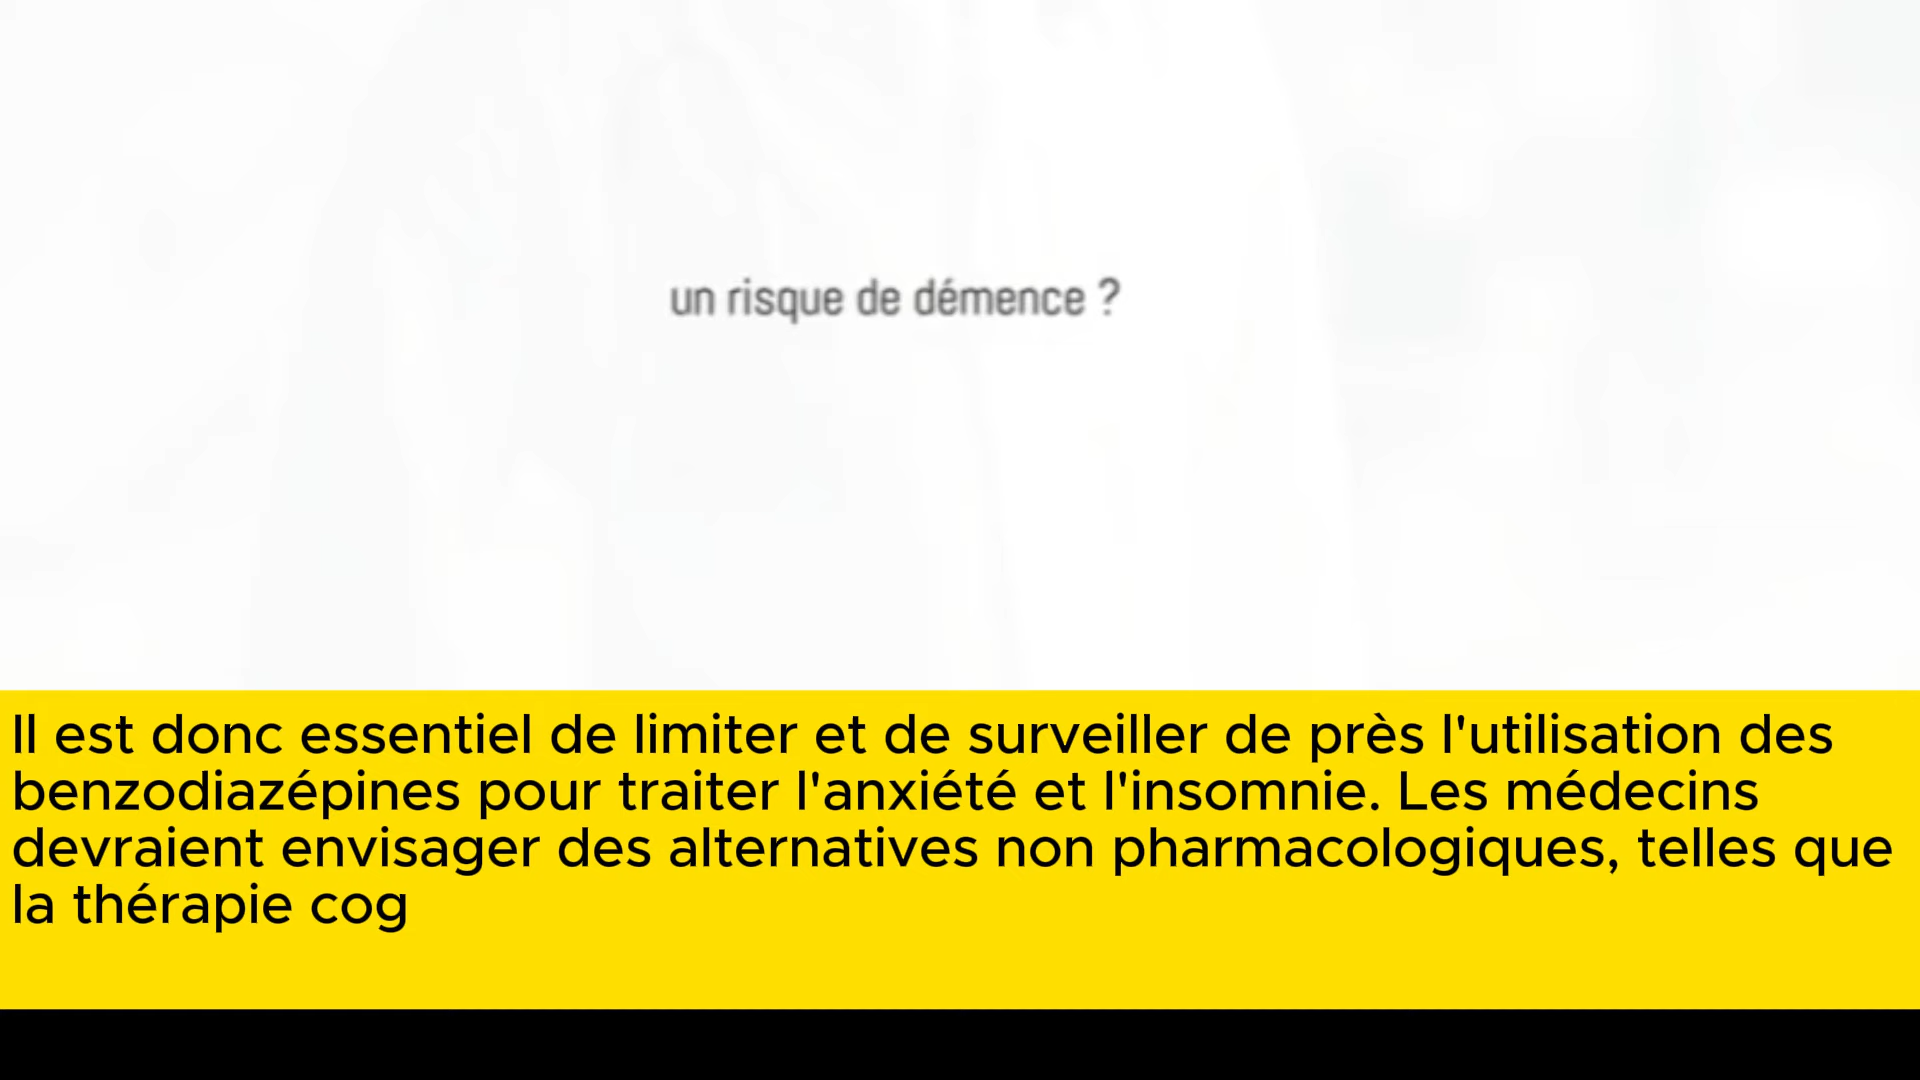 un risque de démence ?
Il est donc essentiel de limiter et de surveiller de près l'utilisation des
benzodiazépines pour traiter l'anxiété et l'insomnie. Les médecins
devraient envisager des alternatives non pharmacologiques, telles que
la thérapie cog